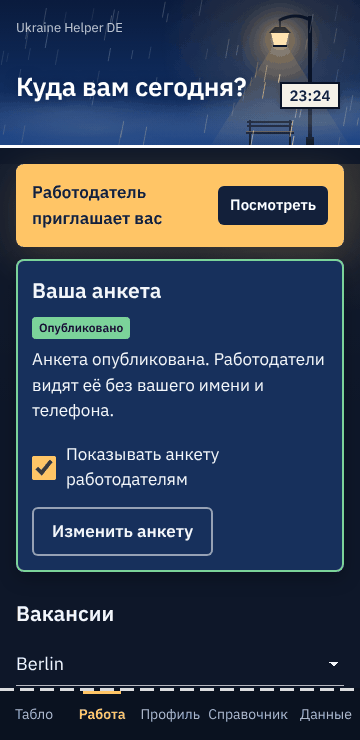 Ukraine Helper DE
Куда вам сегодня?
23:24
Работодатель
приглашает вас
Посмотреть
Ваша анкета
Опубликовано
Анкета опубликована. Работодатели
видят её без вашего имени и
телефона.
Показывать анкету
работодателям
Изменить анкету
Вакансии
Berlin
Табло
Работа
Профиль
Справочник
Данные